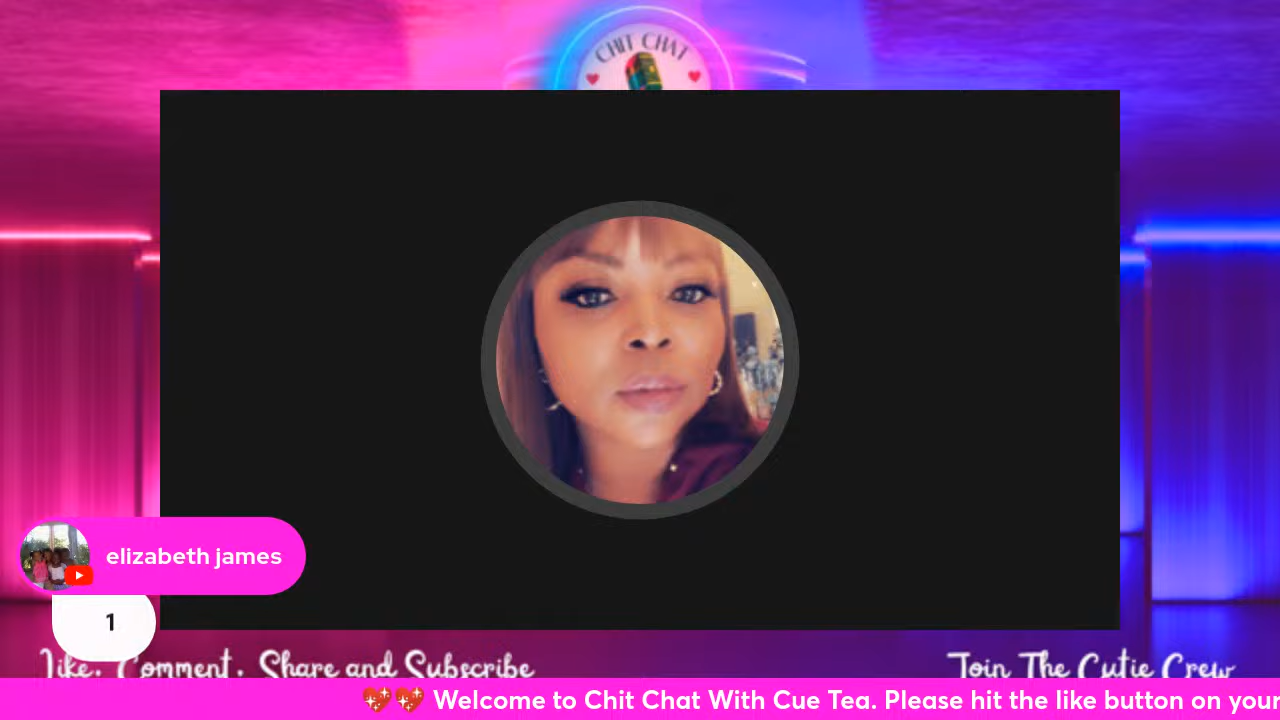 CHIT CHAT
elizabeth james
1
Like. Comment. Share and Subscribe
Join The Cutie Crew
💖💖 Welcome to Chit Chat With Cue Tea. Please hit the like button on your